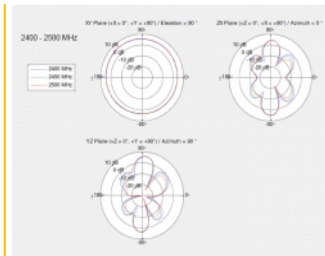 XY Plane (+X = 0°, +Y = +90°) / Elevation = 90°
ZX Plane (+Z = 0°, +X = +90°) / Azimuth = 0°
2400 - 2500 MHz
2400 MHz
2450 MHz
2500 MHz
90◦
10 dB
0 dB
-10 dB
-20 dB
180◦
0◦
-90◦
90◦
10 dB
0 dB
-10 dB
-20 dB
180◦
0◦
-90◦
YZ Plane (+Z = 0°, +Y = +90°) / Azimuth = 90°
90◦
10 dB
0 dB
-10 dB
-20 dB
180◦
0◦
-90◦